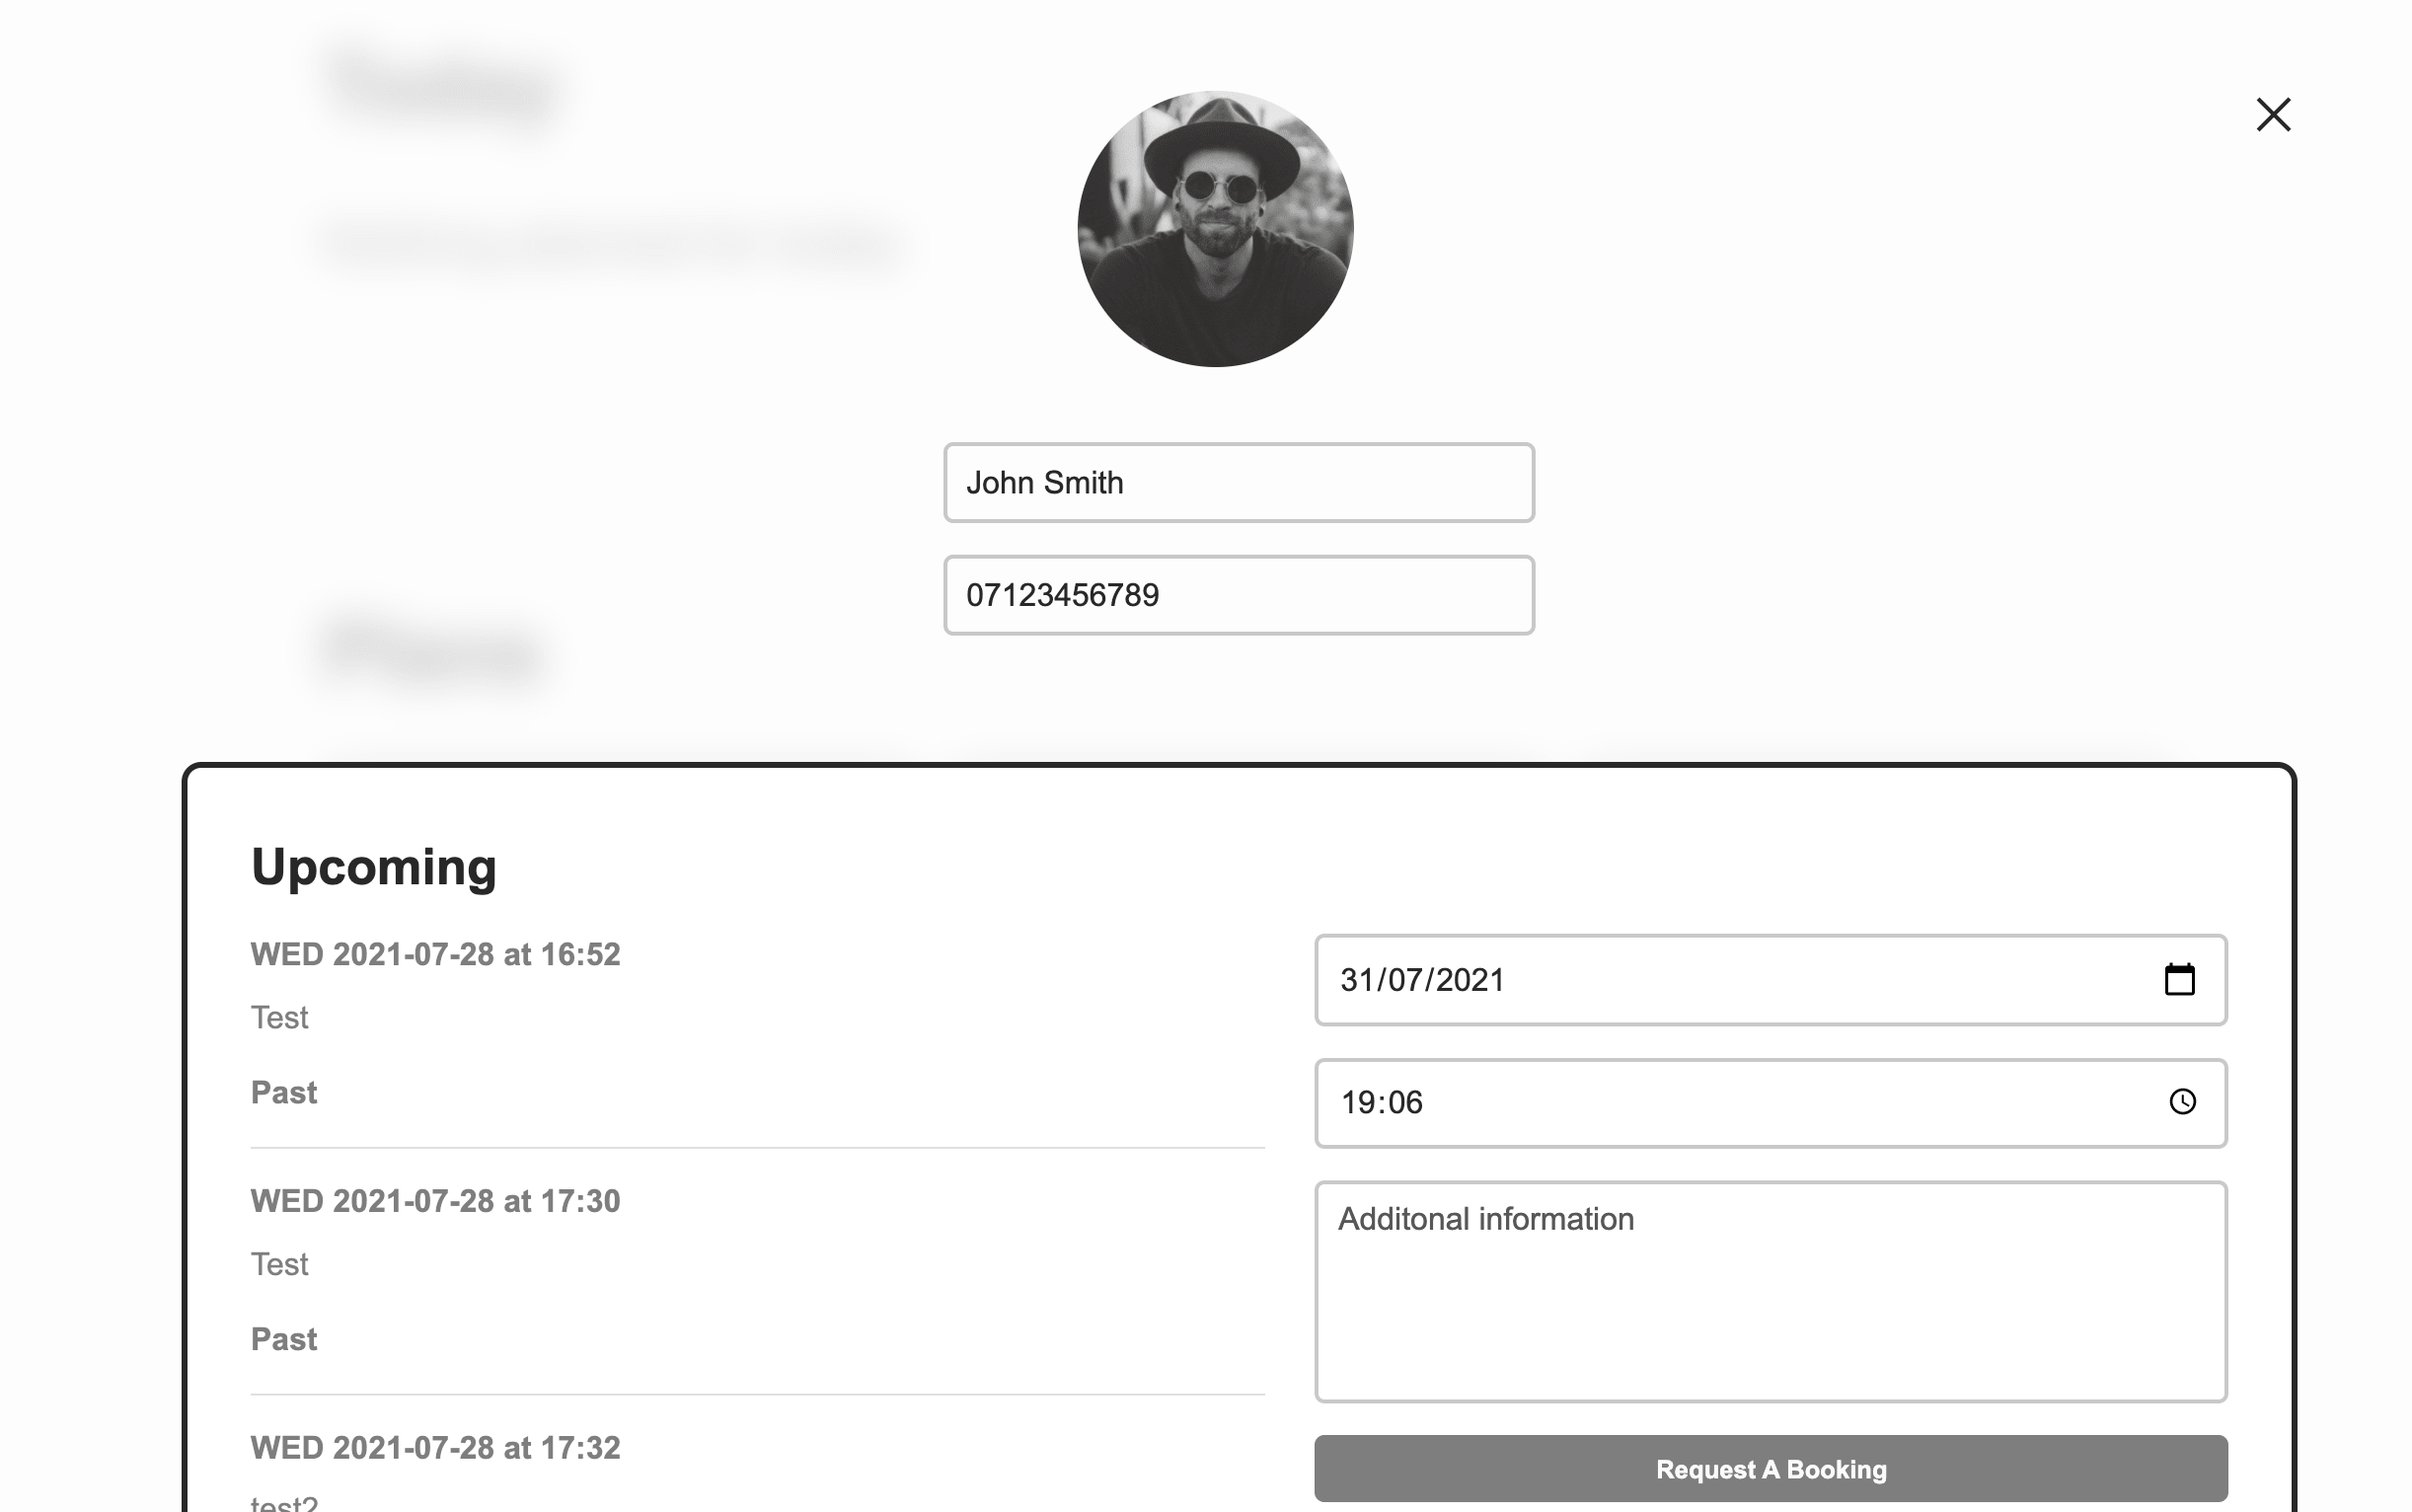 John Smith
07123456789
Upcoming
WED 2021-07-28 at 16:52
Test
Past
WED 2021-07-28 at 17:30
Test
Past
WED 2021-07-28 at 17:32
test2
31/07/2021
19:06
Additonal information
Request A Booking